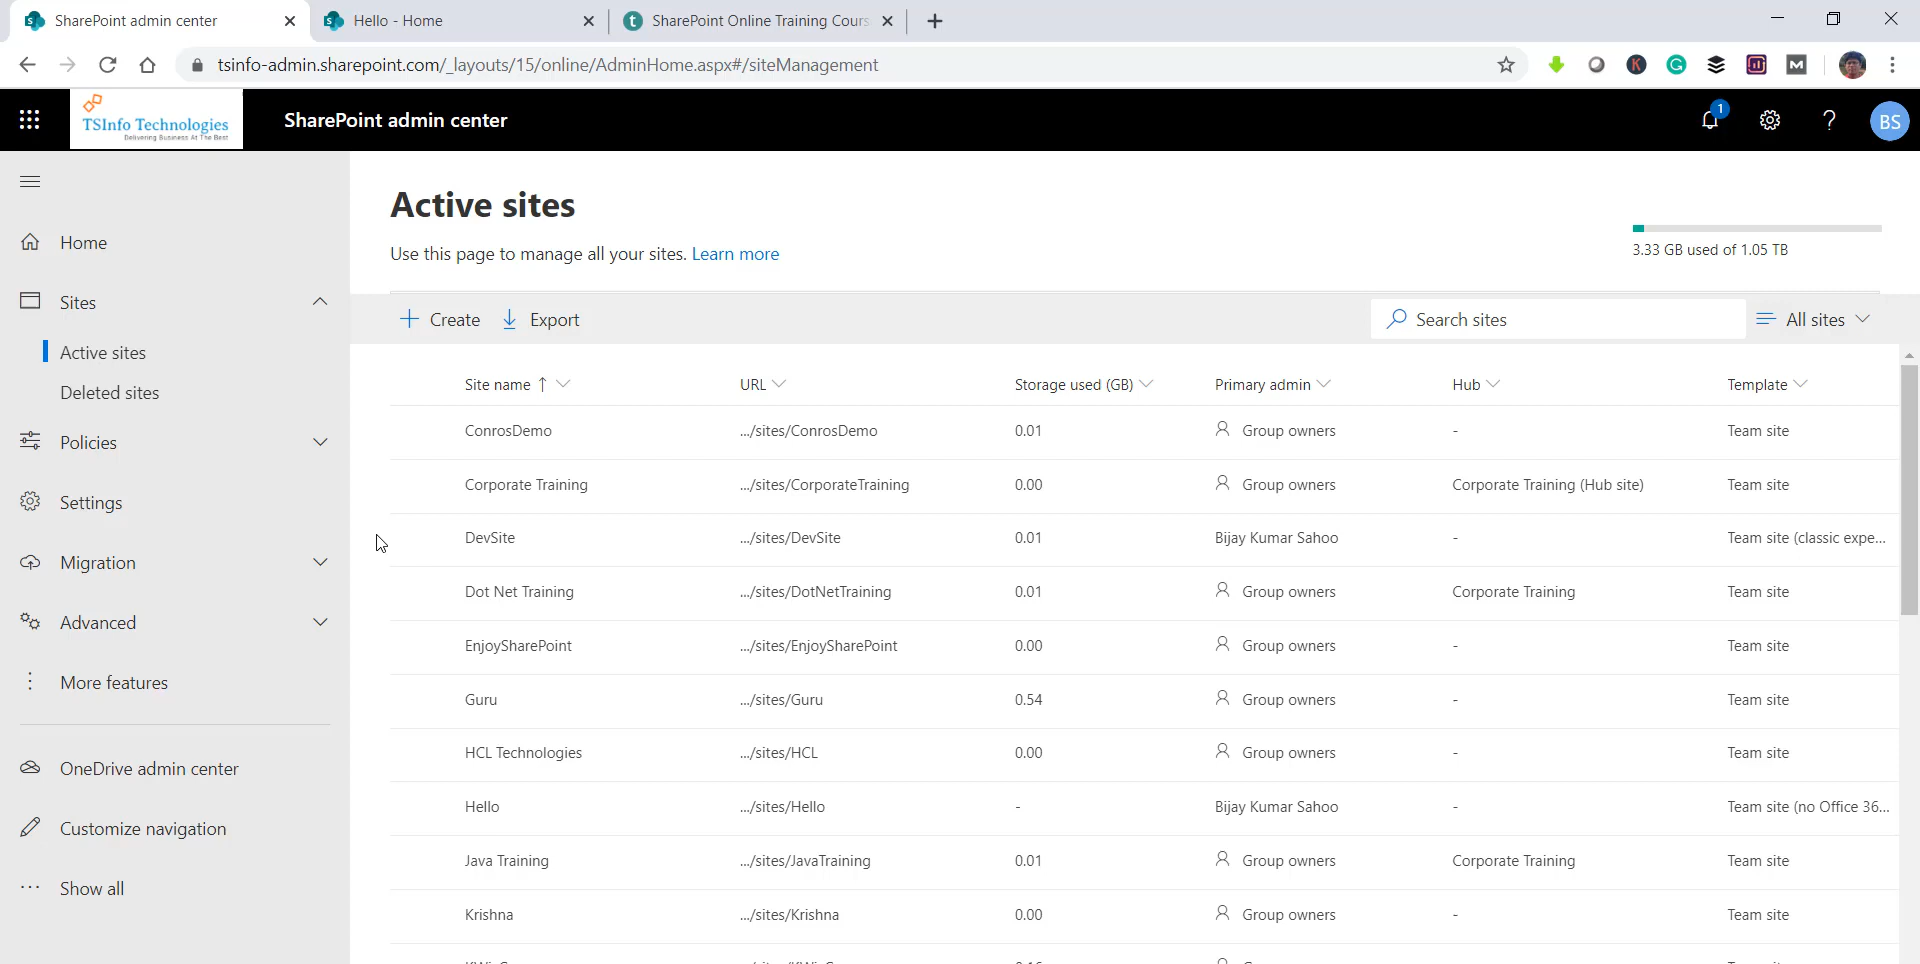 SharePoint admin center
Hello - Home
SharePoint Online Training Cours
tsinfo-admin.sharepoint.com/_layouts/15/online/AdminHome.aspx#/siteManagement
TSInfo Technologies
Delivering Business At The Best
SharePoint admin center
1
BS
Home
Sites
Active sites
Deleted sites
Policies
Settings
Migration
Advanced
More features
OneDrive admin center
Customize navigation
Show all
Active sites
Use this page to manage all your sites. Learn more
3.33 GB used of 1.05 TB
Create Export Search sites All sites
Site name URL Storage used (GB) Primary admin Hub Template
ConrosDemo .../sites/ConrosDemo 0.01 Group owners - Team site
Corporate Training .../sites/CorporateTraining 0.00 Group owners Corporate Training (Hub site) Team site
DevSite .../sites/DevSite 0.01 Bijay Kumar Sahoo - Team site (classic expe...
Dot Net Training .../sites/DotNetTraining 0.01 Group owners Corporate Training Team site
EnjoySharePoint .../sites/EnjoySharePoint 0.00 Group owners - Team site
Guru .../sites/Guru 0.54 Group owners - Team site
HCL Technologies .../sites/HCL 0.00 Group owners - Team site
Hello .../sites/Hello - Bijay Kumar Sahoo - Team site (no Office 36...
Java Training .../sites/JavaTraining 0.01 Group owners Corporate Training Team site
Krishna .../sites/Krishna 0.00 Group owners - Team site